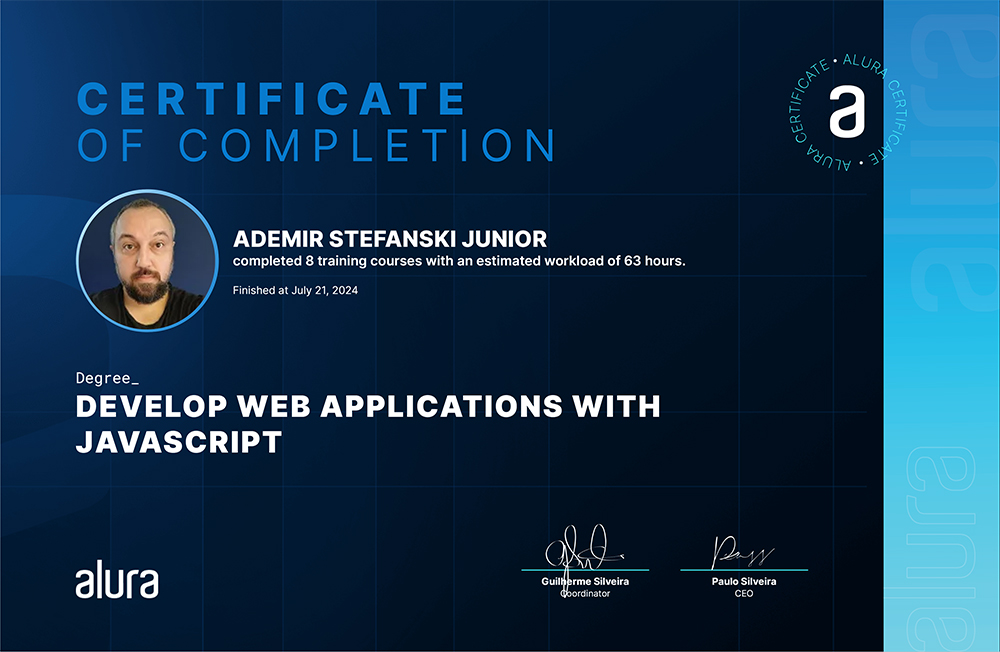 CERTIFICATE
OF COMPLETION
ALURA CERTIFICATE • ALURA CERTIFICATE •
a
ADEMIR STEFANSKI JUNIOR
completed 8 training courses with an estimated workload of 63 hours.
Finished at July 21, 2024
Degree_
DEVELOP WEB APPLICATIONS WITH
JAVASCRIPT
alura
Guilherme Silveira
Coordinator
Paulo Silveira
CEO
alura
alura